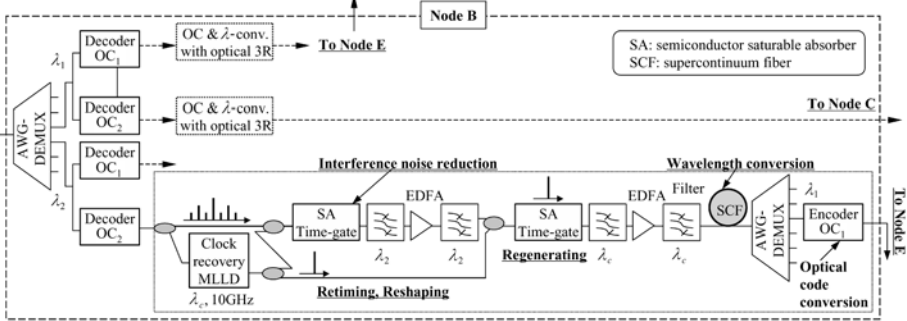 Node B
Decoder
OC1
OC & λ-conv.
with optical 3R
To Node E
SA: semiconductor saturable absorber
SCF: supercontinuum fiber
λ1
Decoder
OC2
OC & λ-conv.
with optical 3R
To Node C
AWG-
DEMUX
Decoder
OC1
λ2
Decoder
OC2
Interference noise reduction
Wavelength conversion
SA
Time-gate
EDFA
λ2
λ2
Clock
recovery
MLLD
λc, 10GHz
Retiming, Reshaping
SA
Time-gate
Regenerating
EDFA
Filter
λc
λc
SCF
AWG-
DEMUX
λ1
Encoder
OC1
Optical
code
conversion
To Node E